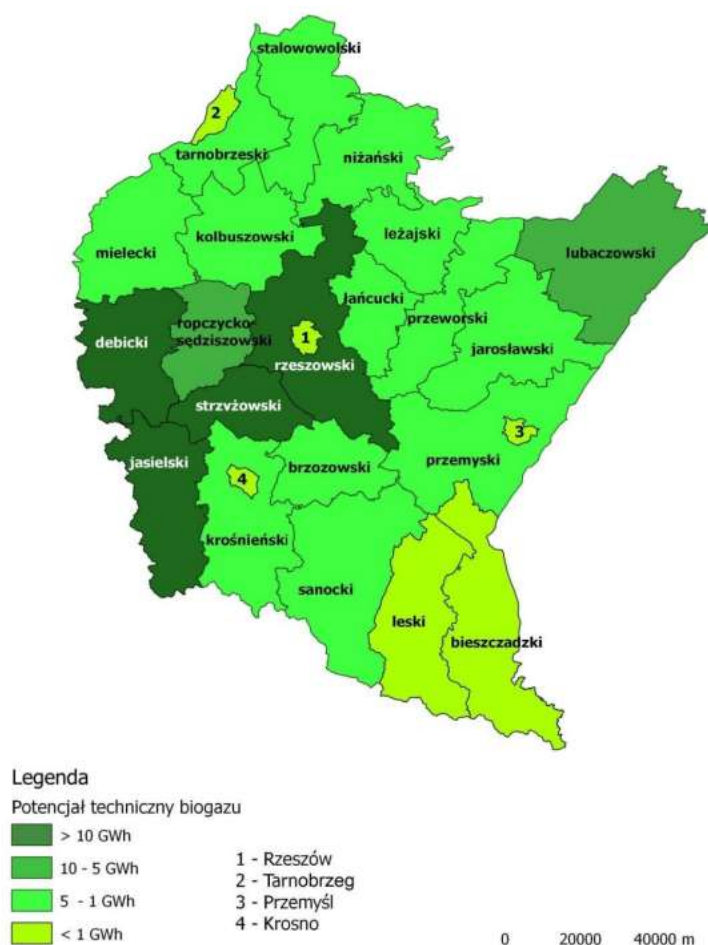 stalowowolski
2
tarnobrzeski
niżański
mielecki
kolbuszowski
leżajski
lubaczowski
łańcucki
ropczycko-
sędziszowski
przeworski
debicki
1
rzeszowski
jarosławski
strzyżowski
3
jasielski
4
brzozowski
przemyski
krośnieński
sanocki
leski
bieszczadzki
Legenda
Potencjał techniczny biogazu
> 10 GWh
10 - 5 GWh
5 - 1 GWh
< 1 GWh
1 - Rzeszów
2 - Tarnobrzeg
3 - Przemyśl
4 - Krosno
0 20000 40000 m